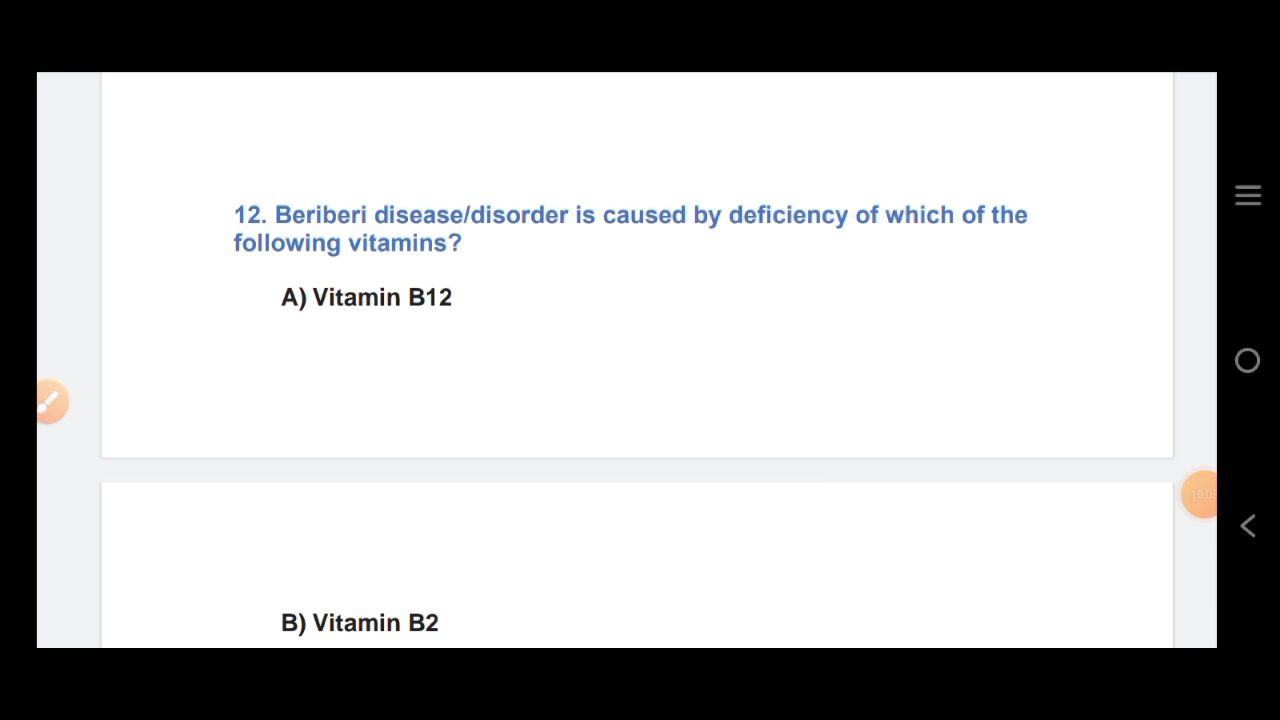 12. Beriberi disease/disorder is caused by deficiency of which of the
following vitamins?
A) Vitamin B12
B) Vitamin B2